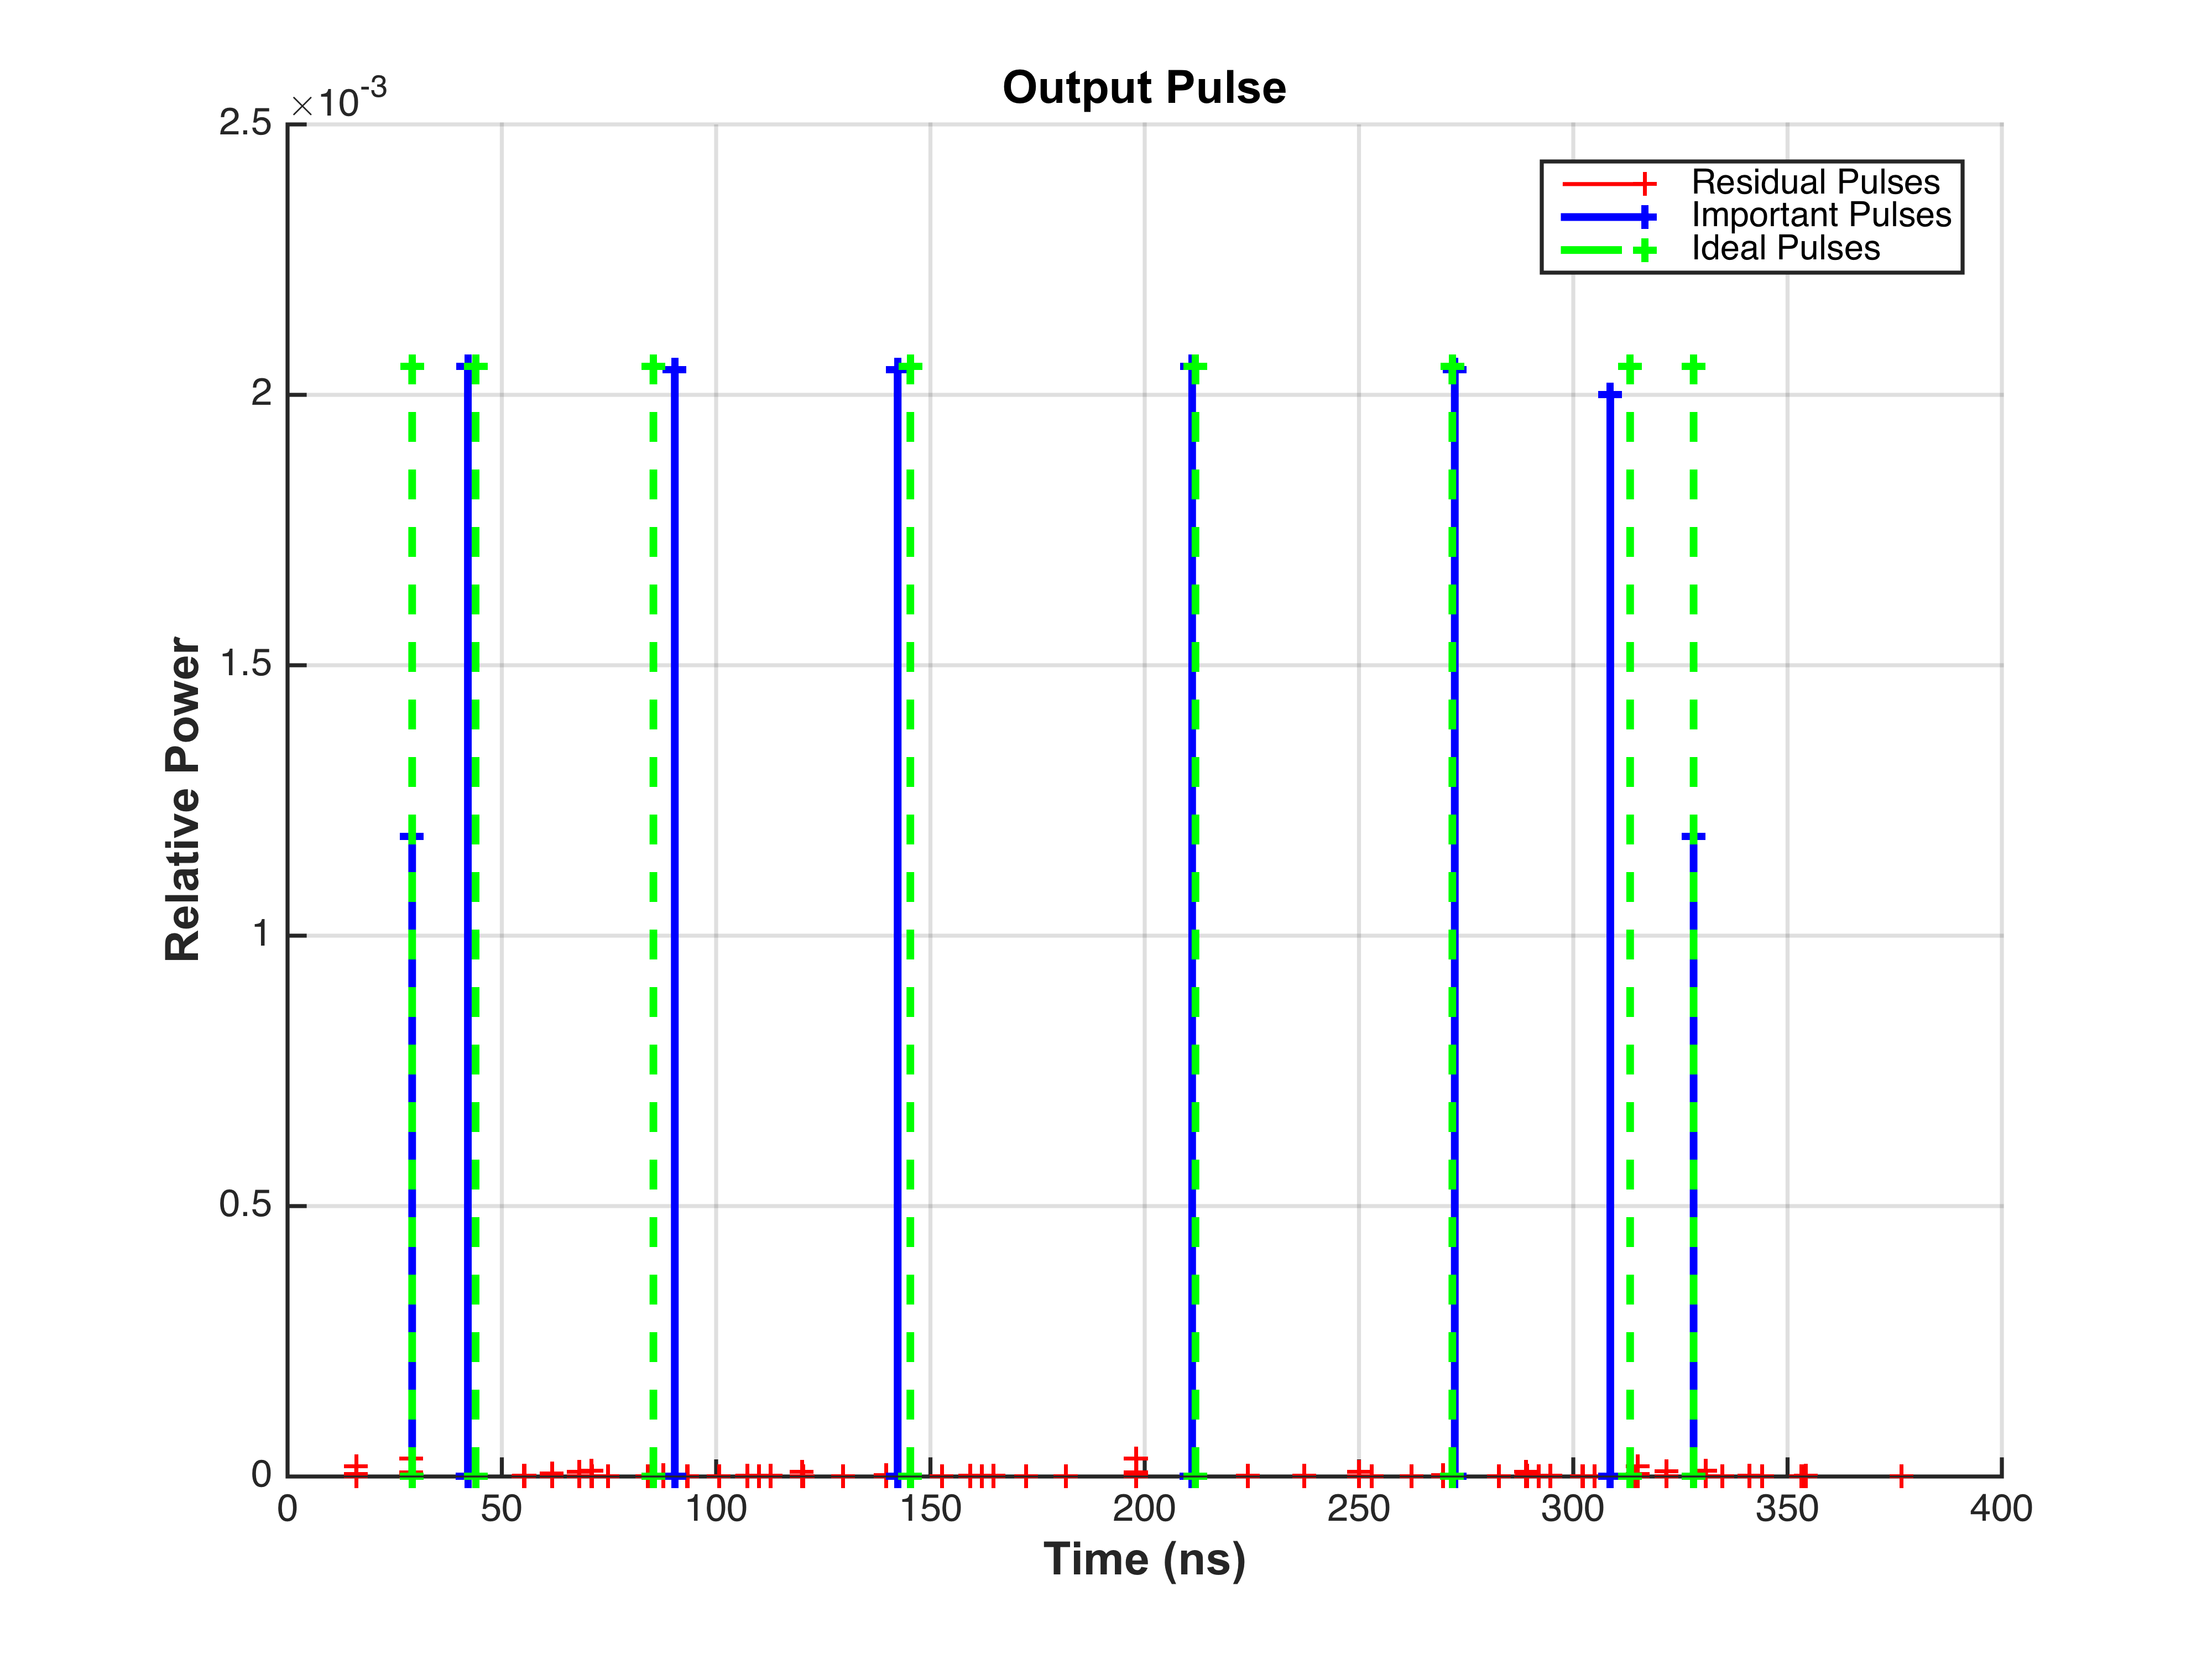 Output Pulse
×10-3
2.5
2
1.5
1
0.5
0
Relative Power
Residual Pulses
Important Pulses
Ideal Pulses
0 50 100 150 200 250 300 350 400
Time (ns)